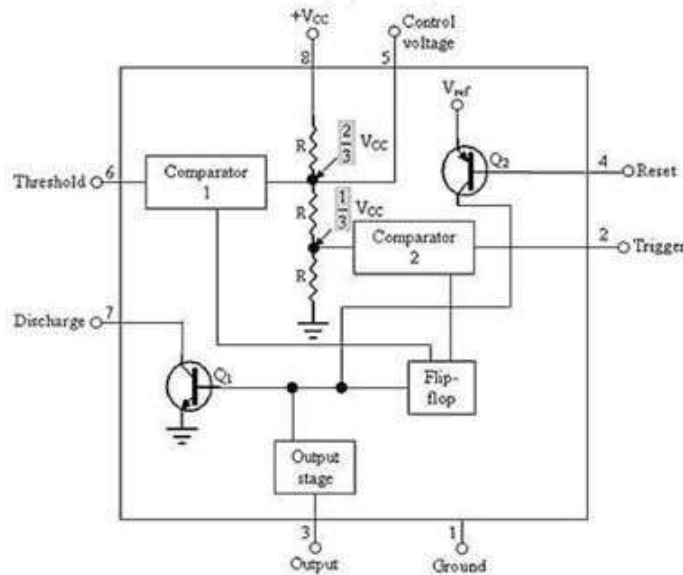 +VCC
Control
voltage
8
5
Vref
R
2/3 VCC
Q2
4
Reset
Threshold
6
Comparator
1
R
1/3 VCC
Comparator
2
2
Trigger
R
Discharge
7
Q1
Flip-
flop
Output
stage
3
1
Output
Ground